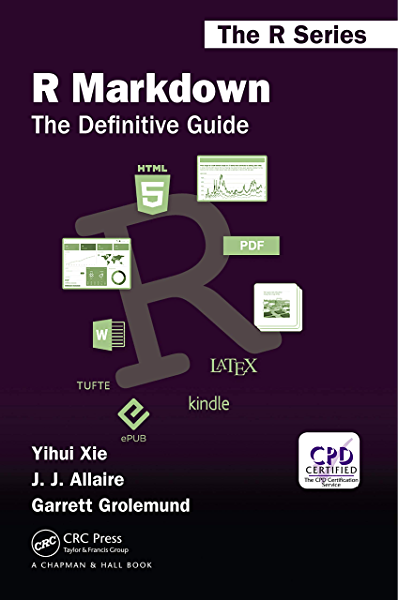 The R Series
R Markdown
The Definitive Guide
HTML
5
PDF
W
R
LATEX
TUFTE
kindle
ePUB
Yihui Xie
J. J. Allaire
Garrett Grolemund
CPD
CERTIFIED
The CPD Certification
Service
CRC
CRC Press
Taylor & Francis Group
A CHAPMAN & HALL BOOK